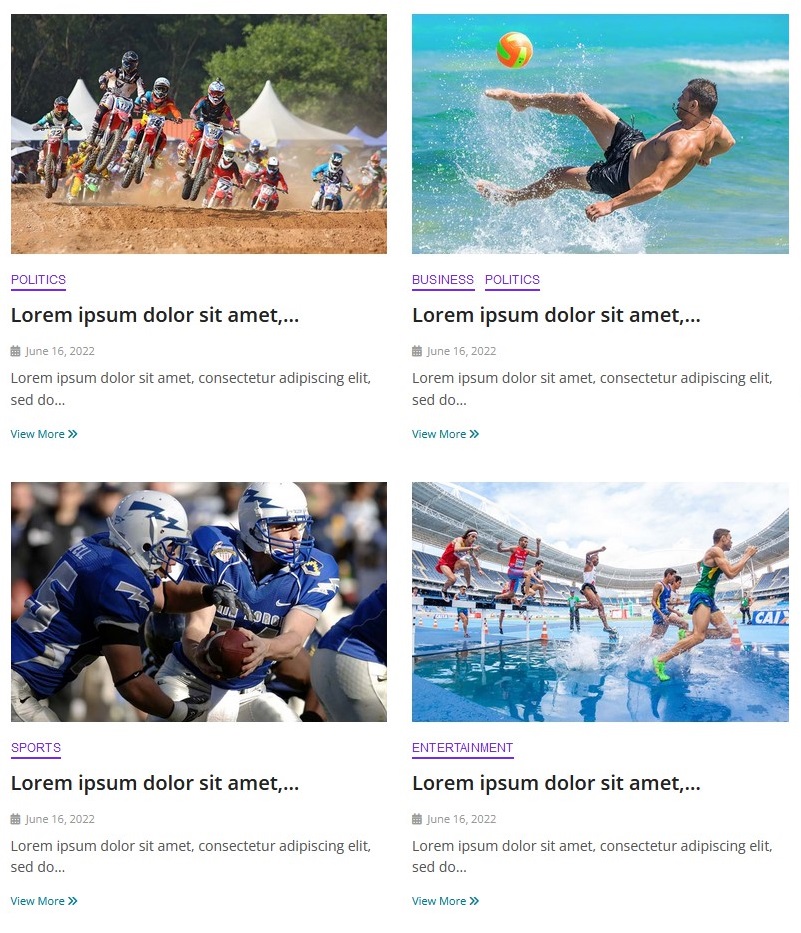 POLITICS
Lorem ipsum dolor sit amet,...
June 16, 2022
Lorem ipsum dolor sit amet, consectetur adipiscing elit,
sed do...
View More
BUSINESS POLITICS
Lorem ipsum dolor sit amet,...
June 16, 2022
Lorem ipsum dolor sit amet, consectetur adipiscing elit,
sed do...
View More
CAIXA
SPORTS
Lorem ipsum dolor sit amet,...
June 16, 2022
Lorem ipsum dolor sit amet, consectetur adipiscing elit,
sed do...
View More
ENTERTAINMENT
Lorem ipsum dolor sit amet,...
June 16, 2022
Lorem ipsum dolor sit amet, consectetur adipiscing elit,
sed do...
View More